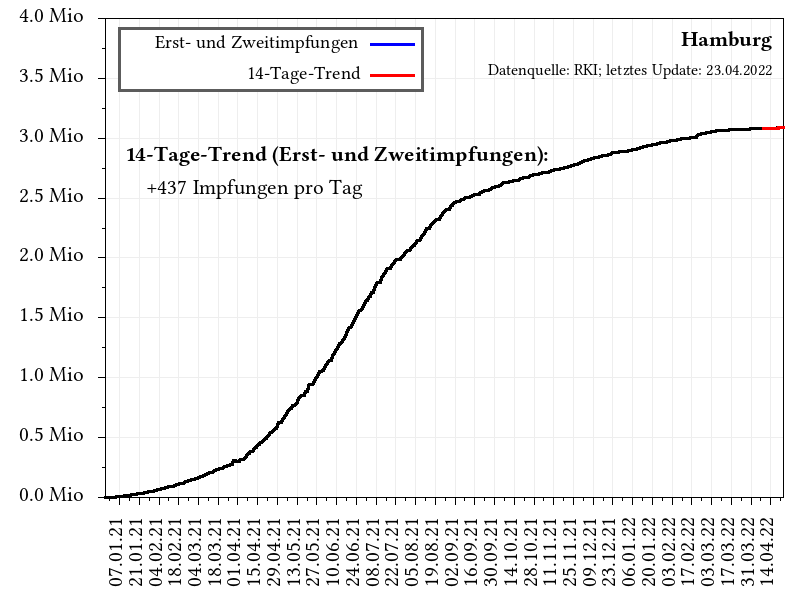 4.0 Mio
3.5 Mio
3.0 Mio
2.5 Mio
2.0 Mio
1.5 Mio
1.0 Mio
0.5 Mio
0.0 Mio
Erst- und Zweitimpfungen
14-Tage-Trend
Hamburg
Datenquelle: RKI; letztes Update: 23.04.2022
14-Tage-Trend (Erst- und Zweitimpfungen):
+437 Impfungen pro Tag
07.01.21
21.01.21
04.02.21
18.02.21
04.03.21
18.03.21
01.04.21
15.04.21
29.04.21
13.05.21
27.05.21
10.06.21
24.06.21
08.07.21
22.07.21
05.08.21
19.08.21
02.09.21
16.09.21
30.09.21
14.10.21
28.10.21
11.11.21
25.11.21
09.12.21
23.12.21
06.01.22
20.01.22
03.02.22
17.02.22
03.03.22
17.03.22
31.03.22
14.04.22